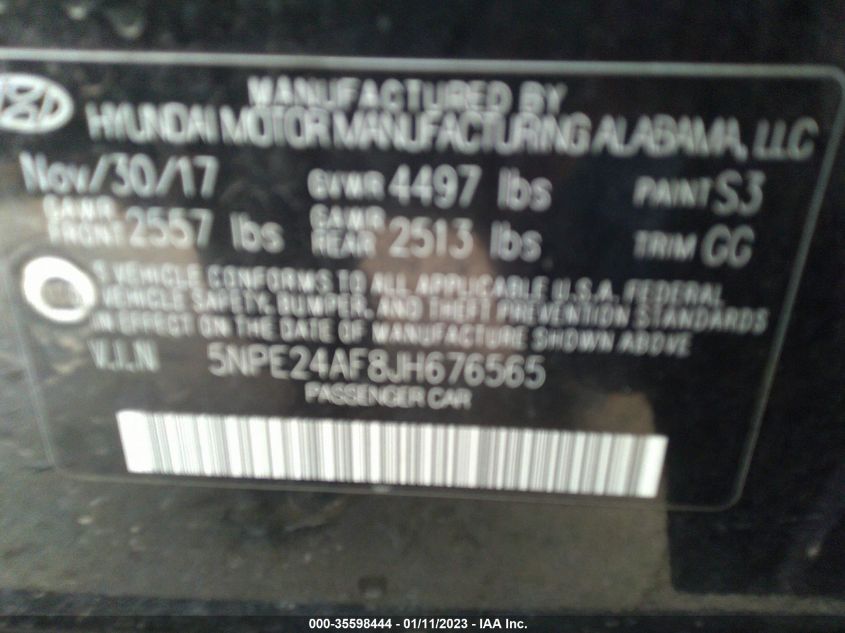 MANUFACTURED BY
HYUNDAI MOTOR MANUFACTURING ALABAMA, LLC
Nov/30/17 GVWR 4497 lbs PAINT S3
GAWR FRONT 2557 lbs GAWR REAR 2513 lbs TRIM GG
S VEHICLE CONFORMS TO ALL APPLICABLE U.S.A. FEDERAL
VEHICLE SAFETY, BUMPER, AND THEFT PREVENTION STANDARDS
IN EFFECT ON THE DATE OF MANUFACTURE SHOWN ABOVE
V.I.N 5NPE24AF8JH676565
PASSENGER CAR
000-35598444 - 01/11/2023 - IAA Inc.